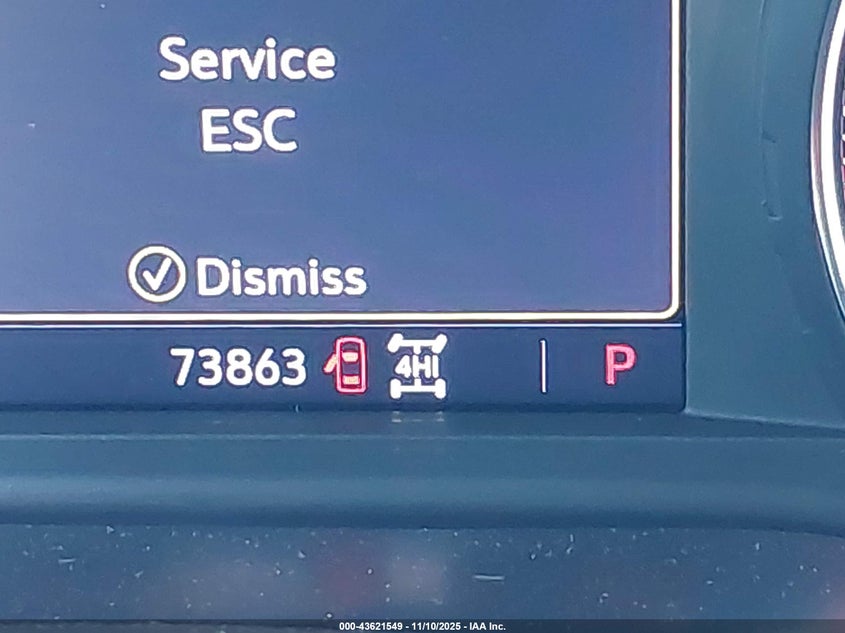 Service
ESC
Dismiss
73863 4HI P
000-43621549 - 11/10/2025 - IAA Inc.